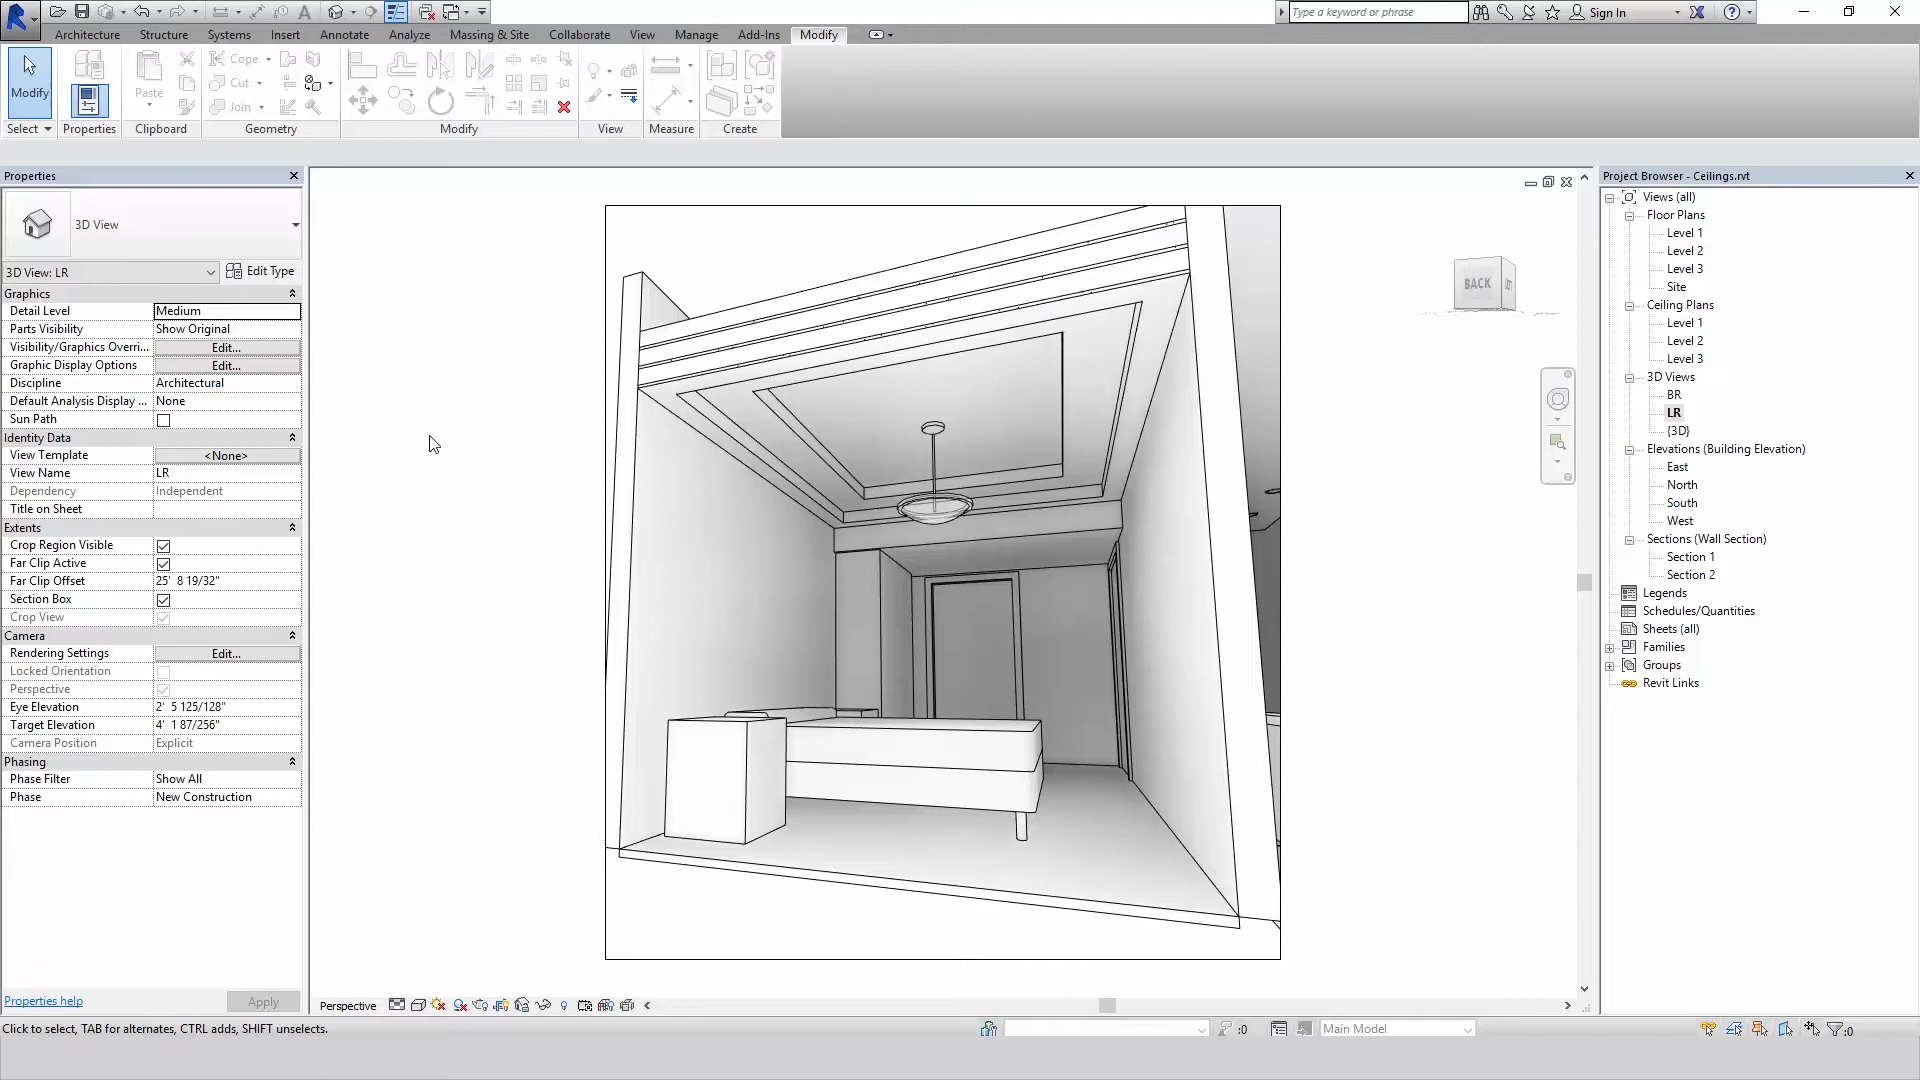 Type a keyword or phrase
Sign In
Architecture Structure Systems Insert Annotate Analyze Massing & Site Collaborate View Manage Add-Ins Modify
Modify
Paste
Cope
Cut
Join
Select Properties Clipboard Geometry Modify View Measure Create
Properties
3D View
3D View: LR
Edit Type
Graphics
Detail Level Medium
Parts Visibility Show Original
Visibility/Graphics Overri... Edit...
Graphic Display Options Edit...
Discipline Architectural
Default Analysis Display ... None
Sun Path
Identity Data
View Template <None>
View Name LR
Dependency Independent
Title on Sheet
Extents
Crop Region Visible
Far Clip Active
Far Clip Offset 25' 8 19/32"
Section Box
Crop View
Camera
Rendering Settings Edit...
Locked Orientation
Perspective
Eye Elevation 2' 5 125/128"
Target Elevation 4' 1 87/256"
Camera Position Explicit
Phasing
Phase Filter Show All
Phase New Construction
Properties help
Apply
BACK
Perspective
Project Browser - Ceilings.rvt
Views (all)
Floor Plans
Level 1
Level 2
Level 3
Site
Ceiling Plans
Level 1
Level 2
Level 3
3D Views
BR
LR
{3D}
Elevations (Building Elevation)
East
North
South
West
Sections (Wall Section)
Section 1
Section 2
Legends
Schedules/Quantities
Sheets (all)
Families
Groups
Revit Links
Click to select, TAB for alternates, CTRL adds, SHIFT unselects.
:0
Main Model
:0